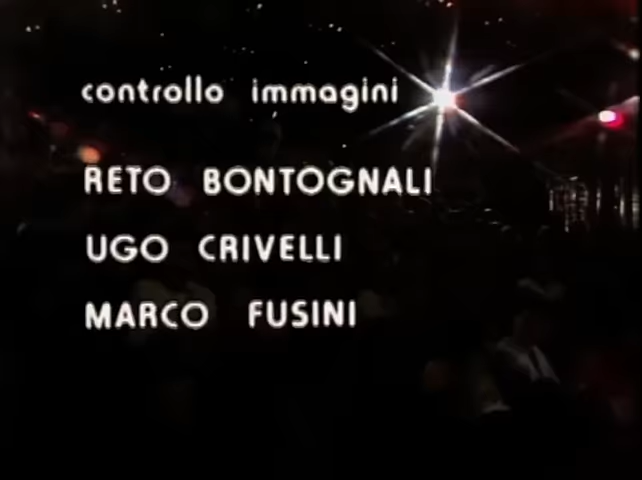 controllo immagini
RETO BONTOGNALI
UGO CRIVELLI
MARCO FUSINI